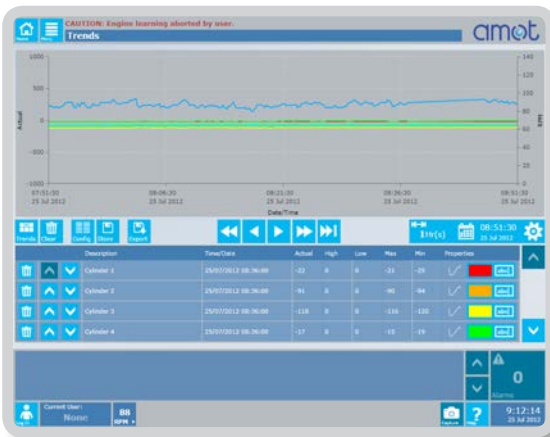 CAUTION: Engine learning aborted by user.
Home
Menu
Trends
amot
1000
500
0
-500
-1000
Actual
140
120
100
80
60
40
20
0
RPM
07:51:30
25 Jul 2012
08:06:30
25 Jul 2012
08:21:30
25 Jul 2012
08:36:30
25 Jul 2012
08:51:30
25 Jul 2012
Date/Time
Trends
Clear
Config
Store
Export
1Hr(s)
08:51:30
25 Jul 2012
Description Time/Date Actual High Low Max Min Properties
Cylinder 1 25/07/2012 08:36:00 -22 0 0 -21 -25 abc
Cylinder 2 25/07/2012 08:36:00 -91 0 0 -90 -94 abc
Cylinder 3 25/07/2012 08:36:00 -118 0 0 -116 -120 abc
Cylinder 4 25/07/2012 08:36:00 -17 0 0 -15 -19 abc
0
Alarms
Log In
Current User:
None
88
RPM
Capture
Help
9:12:14
25 Jul 2012